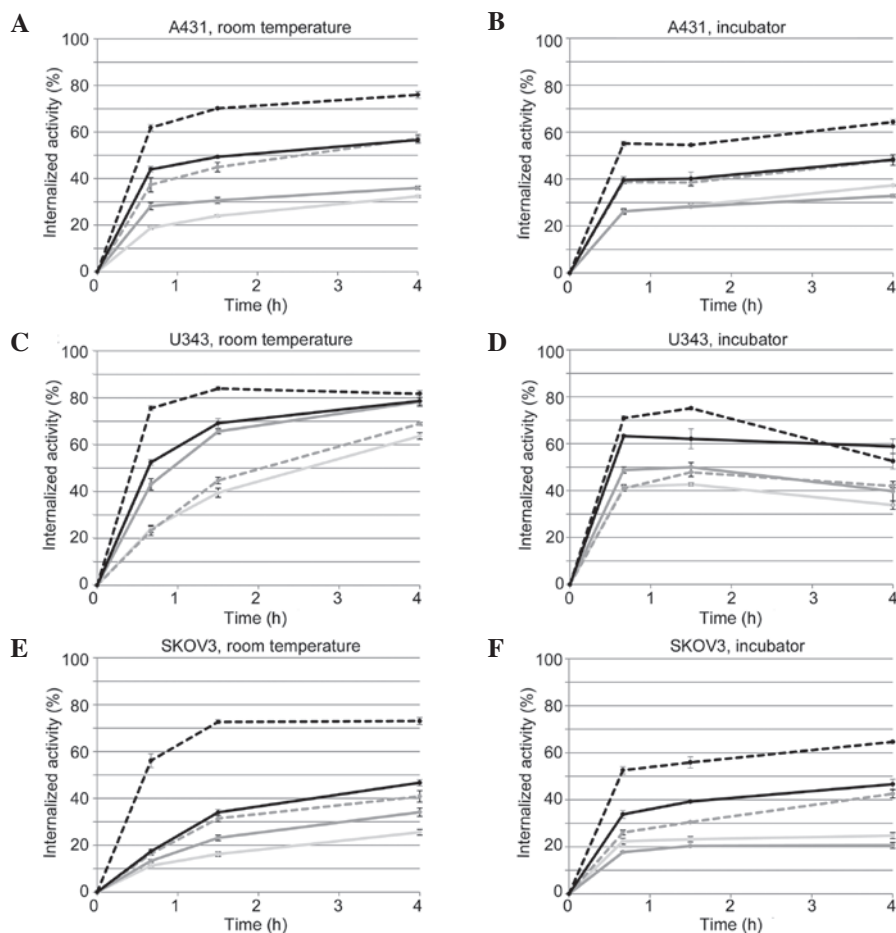 A
A431, room temperature
Internalized activity (%)
100
80
60
40
20
0
0 1 2 3 4
Time (h)
B
A431, incubator
Internalized activity (%)
100
80
60
40
20
0
0 1 2 3 4
Time (h)
C
U343, room temperature
Internalized activity (%)
100
80
60
40
20
0
0 1 2 3 4
Time (h)
D
U343, incubator
Internalized activity (%)
100
80
60
40
20
0
0 1 2 3 4
Time (h)
E
SKOV3, room temperature
Internalized activity (%)
100
80
60
40
20
0
0 1 2 3 4
Time (h)
F
SKOV3, incubator
Internalized activity (%)
100
80
60
40
20
0
0 1 2 3 4
Time (h)